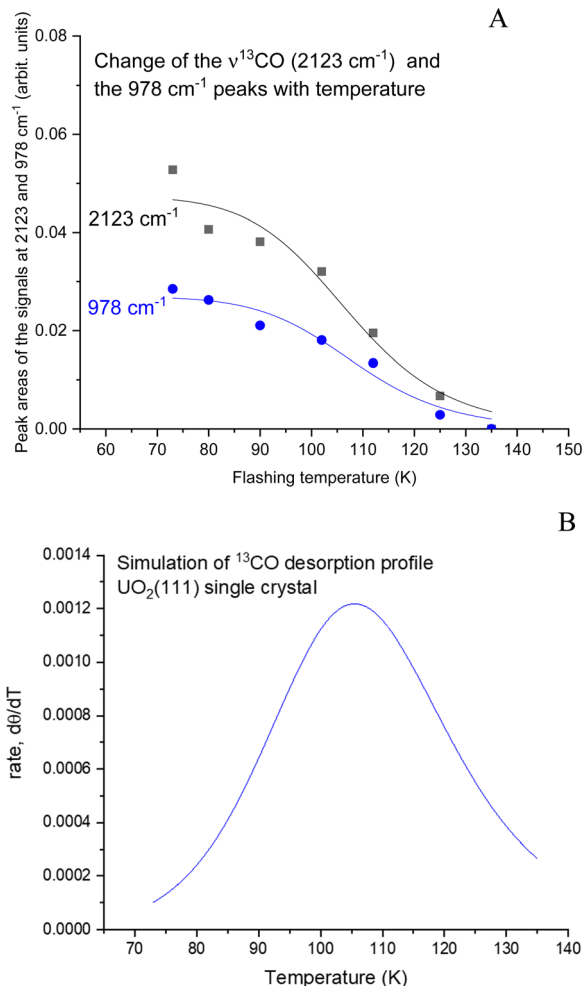 A
Change of the ν¹³CO (2123 cm⁻¹) and
the 978 cm⁻¹ peaks with temperature
Peak areas of the signals at 2123 and 978 cm⁻¹ (arbit. units)
0.08
0.06
0.04
0.02
0.00
2123 cm⁻¹
978 cm⁻¹
60 70 80 90 100 110 120 130 140 150
Flashing temperature (K)
B
Simulation of ¹³CO desorption profile
UO₂(111) single crystal
rate, dθ/dT
0.0014
0.0012
0.0010
0.0008
0.0006
0.0004
0.0002
0.0000
70 80 90 100 110 120 130 140
Temperature (K)